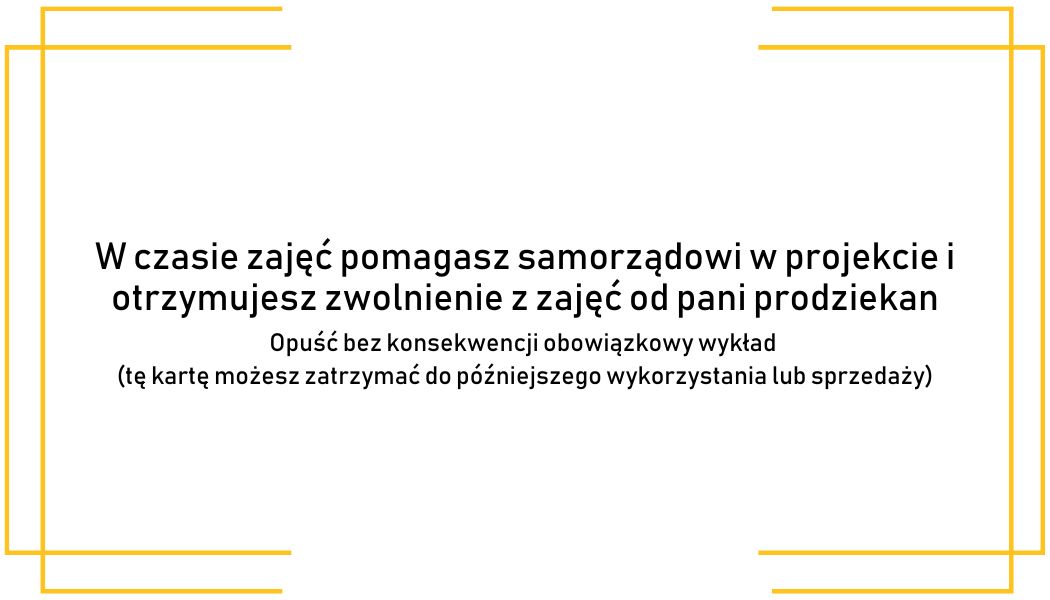 W czasie zajęć pomagasz samorządowi w projekcie i
otrzymujesz zwolnienie z zajęć od pani prodziekan
Opuść bez konsekwencji obowiązkowy wykład
(tę kartę możesz zatrzymać do późniejszego wykorzystania lub sprzedaży)